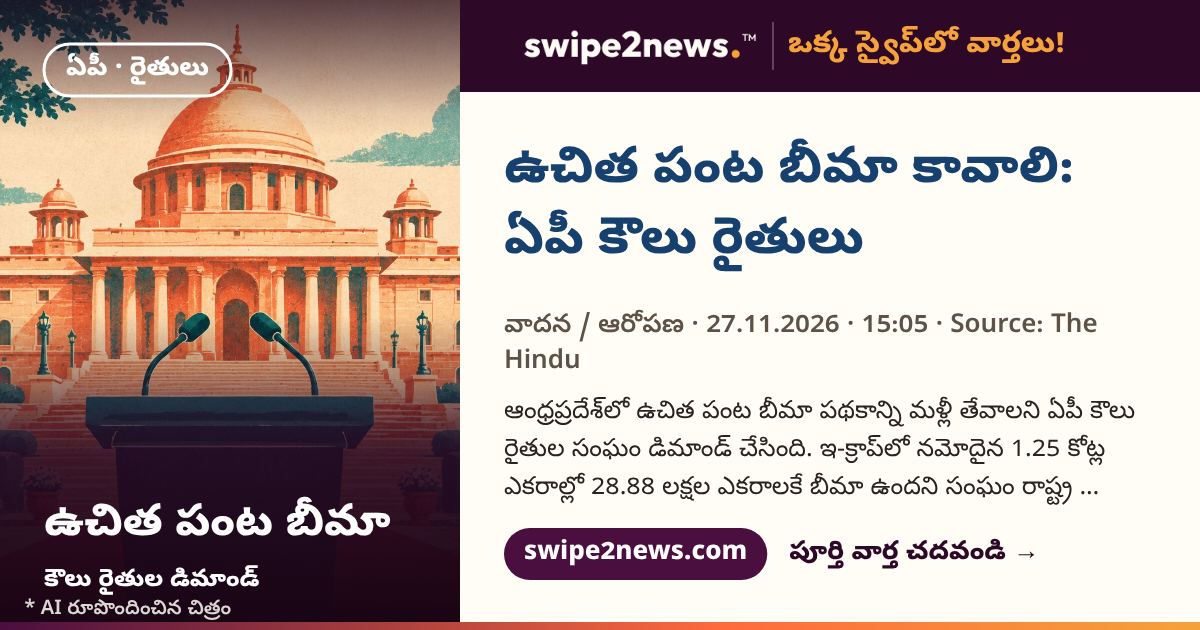 ఏపీ · రైతులు
swipe2news.™
ఒక్క స్వైప్‌లో వార్తలు!
ఉచిత పంట బీమా కావాలి:
ఏపీ కౌలు రైతులు
వాదన / ఆరోపణ · 27.11.2026 · 15:05 · Source: The
Hindu
ఆంధ్రప్రదేశ్‌లో ఉచిత పంట బీమా పథకాన్ని మళ్లీ తేవాలని ఏపీ కౌలు
రైతుల సంఘం డిమాండ్ చేసింది. ఇ-క్రాప్‌లో నమోదైన 1.25 కోట్ల
ఎకరాల్లో 28.88 లక్షల ఎకరాలకే బీమా ఉందని సంఘం రాష్ట్ర ...
swipe2news.com
పూర్తి వార్త చదవండి →
ఉచిత పంట బీమా
కౌలు రైతుల డిమాండ్
* AI రూపొందించిన చిత్రం